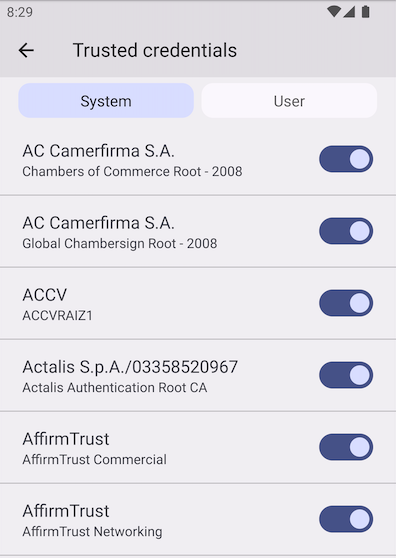 8:29
Trusted credentials
System
User
AC Camerfirma S.A.
Chambers of Commerce Root - 2008
AC Camerfirma S.A.
Global Chambersign Root - 2008
ACCV
ACCVRAIZ1
Actalis S.p.A./03358520967
Actalis Authentication Root CA
AffirmTrust
AffirmTrust Commercial
AffirmTrust
AffirmTrust Networking